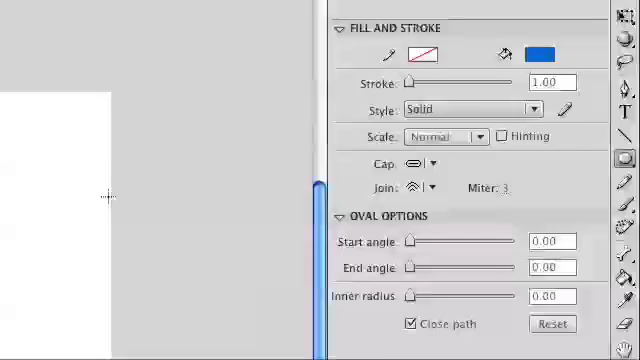 FILL AND STROKE
Stroke: 1.00
Style: Solid
Scale: Normal Hinting
Cap:
Join: Miter: 3
OVAL OPTIONS
Start angle: 0.00
End angle: 0.00
Inner radius: 0.00
Close path Reset
T